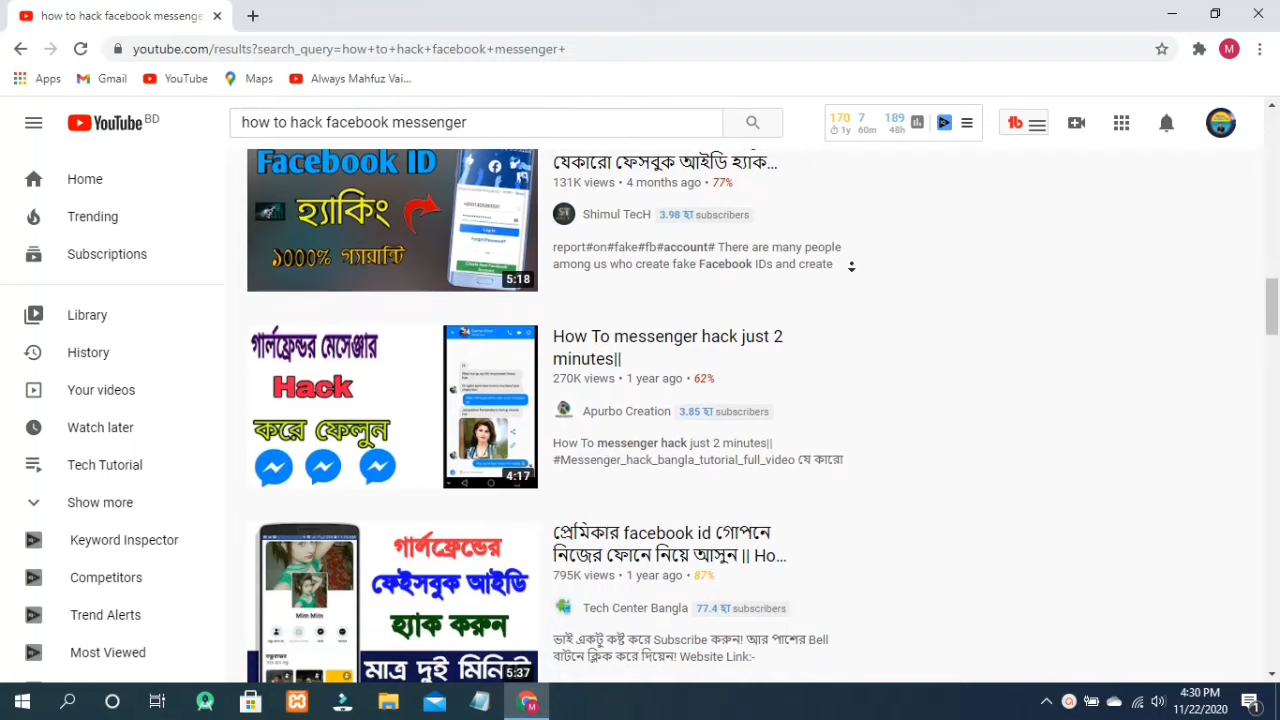 how to hack facebook messenge
youtube.com/results?search_query=how+to+hack+facebook+messenger+
M
Apps
Gmail
YouTube
Maps
Always Mahfuz Vai...
YouTube BD
how to hack facebook messenger
170 7 189
1y 60m 48h
tb
Home
Trending
Subscriptions
Library
History
Your videos
Watch later
Tech Tutorial
Show more
Keyword Inspector
Competitors
Trend Alerts
Most Viewed
Facebook ID
হ্যাকিং
১০০% গ্যারান্টি
Log In
5:18
যেকারো ফেসবুক আইডি হ্যাক...
131K views • 4 months ago • 77%
Shimul TecH 3.98 হা subscribers
report#on#fake#fb#account# There are many people
among us who create fake Facebook IDs and create
গার্লফ্রেন্ডর মেসেঞ্জার
Hack
করে ফেলুন
4:17
How To messenger hack just 2
minutes||
270K views • 1 year ago • 62%
Apurbo Creation 3.85 হা subscribers
How To messenger hack just 2 minutes||
#Messenger_hack_bangla_tutorial_full_video যে কারো
Mim Mim
গার্লফ্রেন্ডের
ফেইসবুক আইডি
হ্যাক করুন
মাত্র দুই মিনিটে
5:37
প্রেমিকার facebook id গোপনে
নিজের ফোনে নিয়ে আসুন || Ho...
795K views • 1 year ago • 87%
Tech Center Bangla 77.4 হা subscribers
ভাই একটু কষ্ট করে Subscribe করুন! আর পাশের Bell
বাটনে ক্লিক করে দিয়েন! Website Link:-
4:30 PM
11/22/2020
1